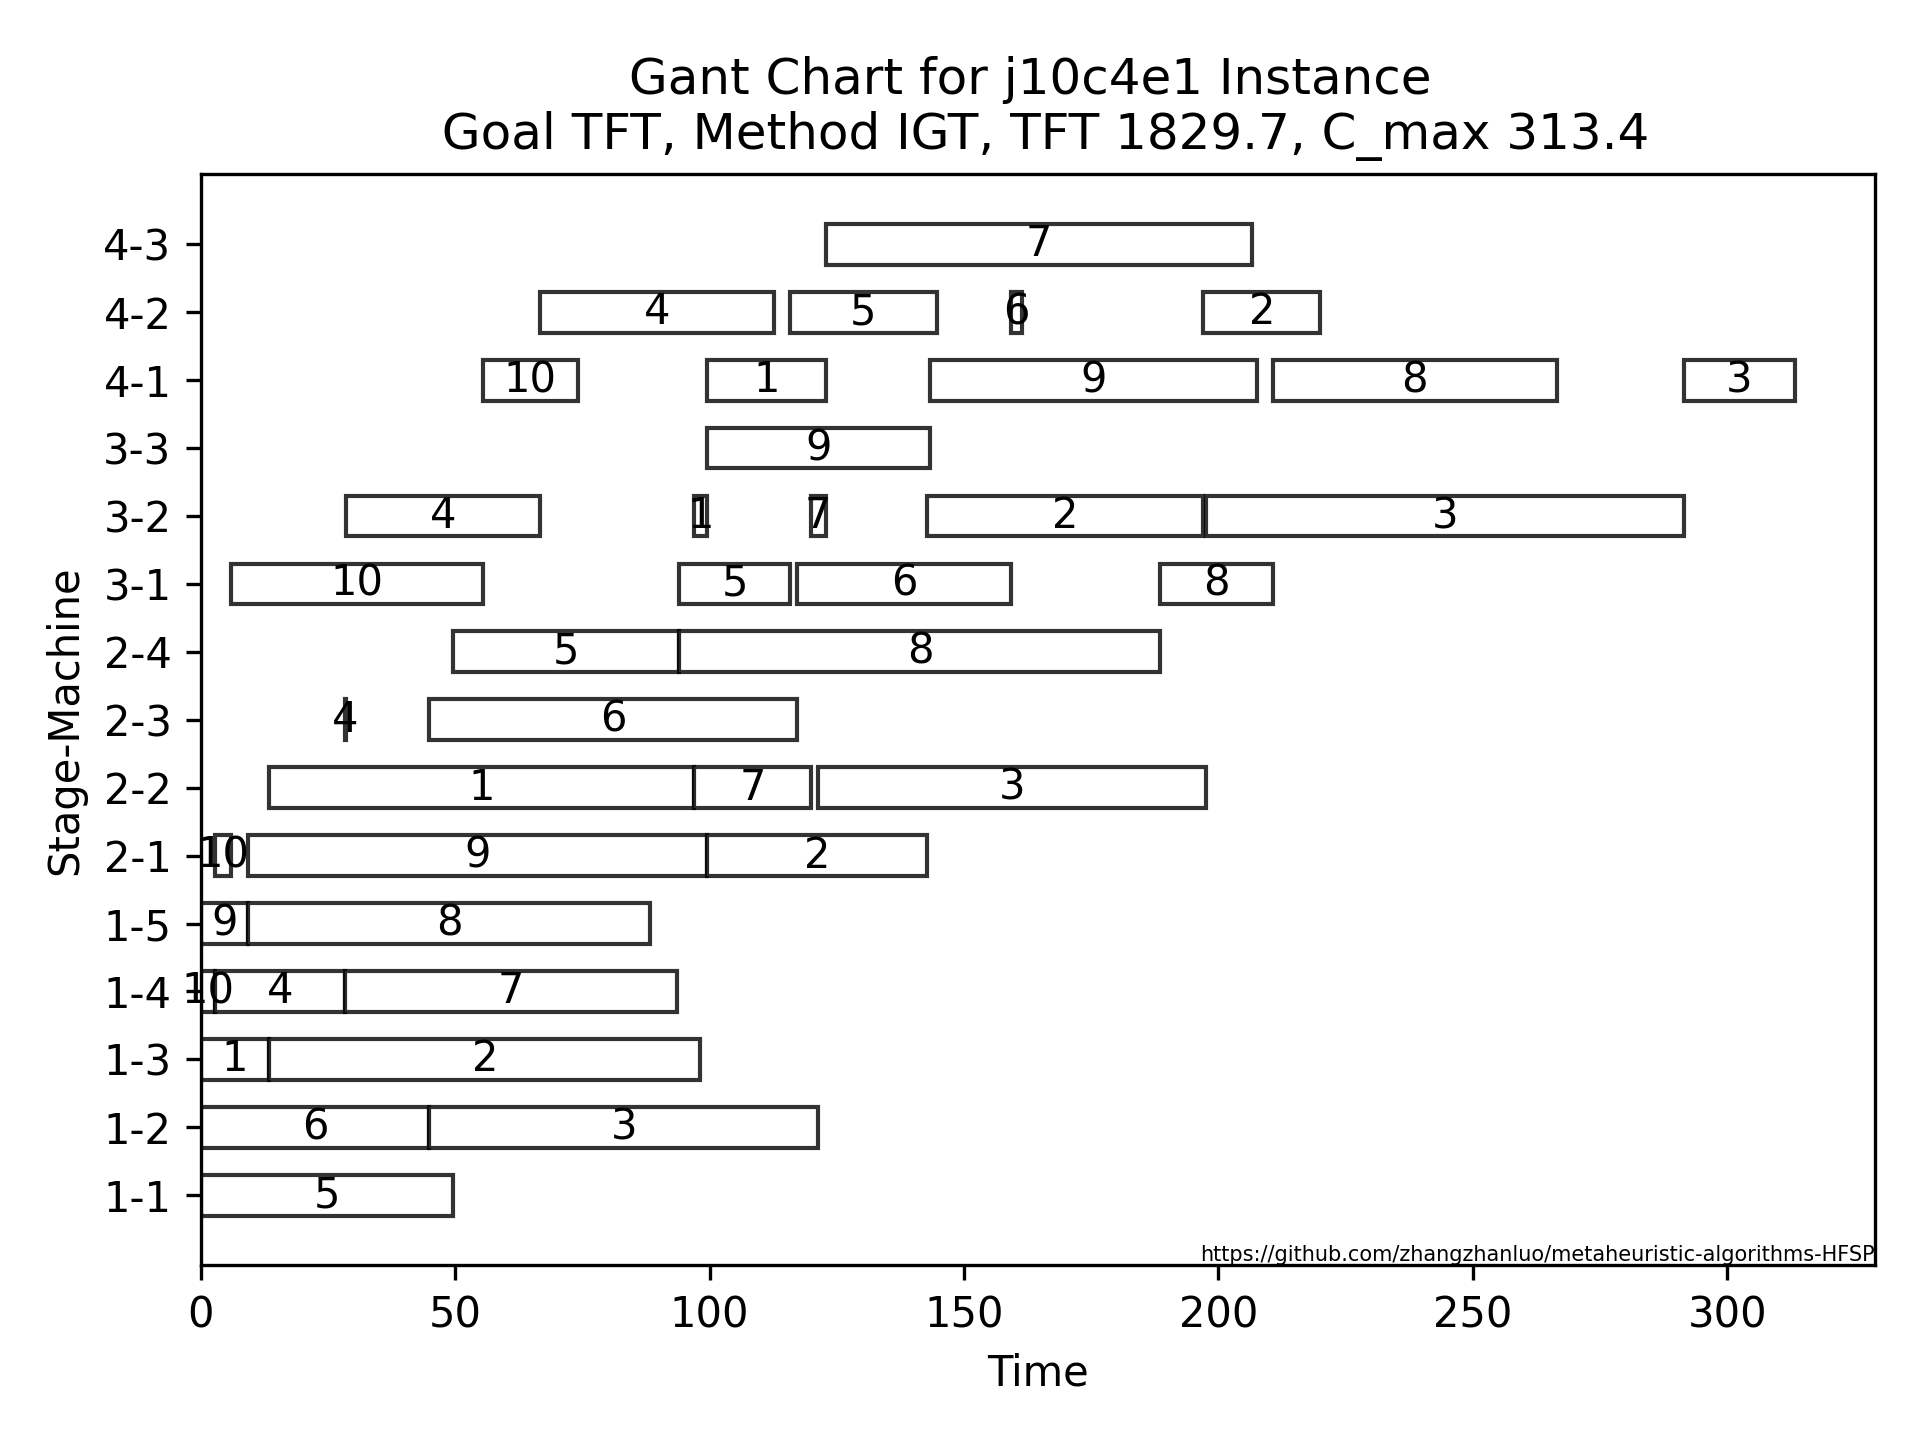 Gant Chart for j10c4e1 Instance
Goal TFT, Method IGT, TFT 1829.7, C_max 313.4
Stage-Machine
4-3 7
4-2 4 5 6 2
4-1 10 1 9 8 3
3-3 9
3-2 4 1 7 2 3
3-1 10 5 6 8
2-4 5 8
2-3 4 6
2-2 1 7 3
2-1 10 9 2
1-5 9 8
1-4 10 4 7
1-3 1 2
1-2 6 3
1-1 5
https://github.com/zhangzhanluo/metaheuristic-algorithms-HFSP
0 50 100 150 200 250 300
Time